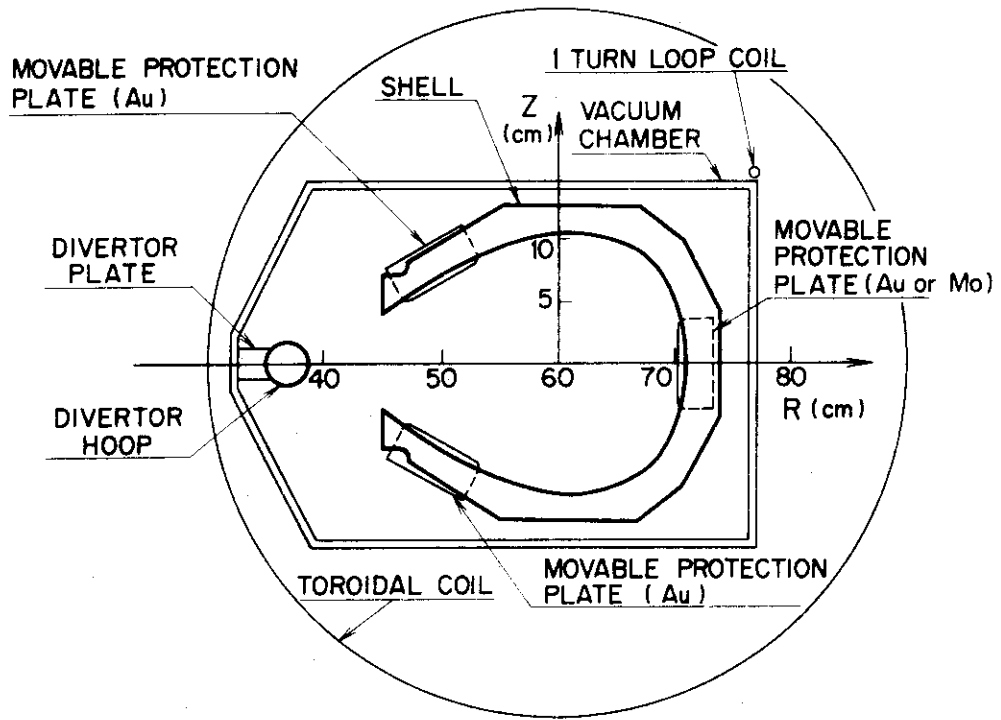 MOVABLE PROTECTION
PLATE (Au)
SHELL
1 TURN LOOP COIL
Z
(cm)
VACUUM
CHAMBER
MOVABLE
PROTECTION
PLATE (Au or Mo)
DIVERTOR
PLATE
10
5
40
50
60
70
80
R (cm)
DIVERTOR
HOOP
TOROIDAL COIL
MOVABLE PROTECTION
PLATE (Au)